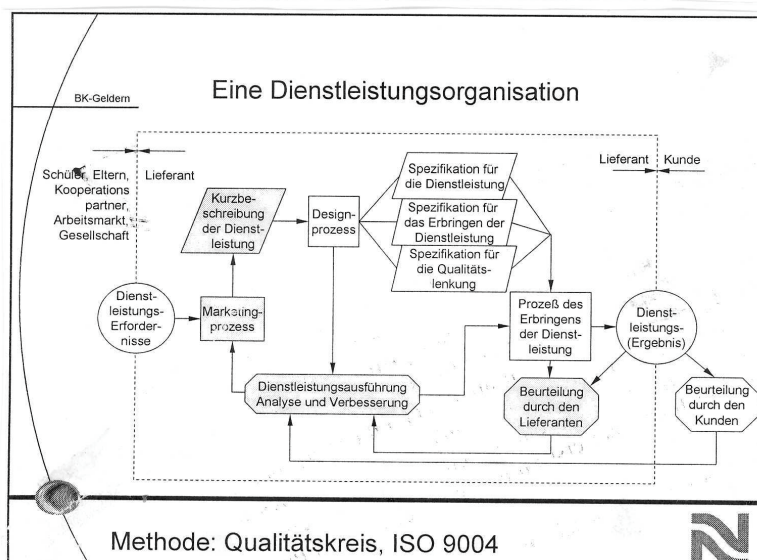 Eine Dienstleistungsorganisation
BK-Geldern
Schüler, Eltern,
Kooperations
partner,
Arbeitsmarkt,
Gesellschaft
Lieferant
Lieferant
Kunde
Kurzbe-
schreibung
der Dienst-
leistung
Design-
prozess
Spezifikation für
die Dienstleistung
Spezifikation für
das Erbringen der
Dienstleistung
Spezifikation für
die Qualitäts-
lenkung
Dienst-
leistungs-
Erforder-
nisse
Marketing-
prozess
Prozeß des
Erbringens
der Dienst-
leistung
Dienst-
leistungs-
(Ergebnis)
Dienstleistungsausführung
Analyse und Verbesserung
Beurteilung
durch den
Lieferanten
Beurteilung
durch den
Kunden
Methode: Qualitätskreis, ISO 9004